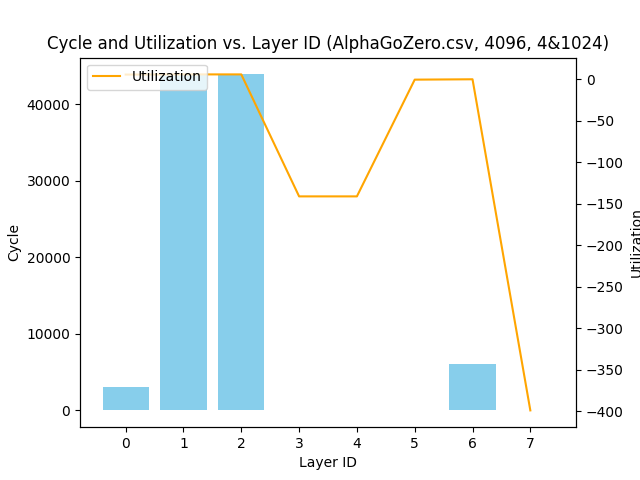 Cycle and Utilization vs. Layer ID (AlphaGoZero.csv, 4096, 4&1024)
Utilization
40000
30000
20000
10000
0
Cycle
0
−50
−100
−150
−200
−250
−300
−350
−400
Utilization
0 1 2 3 4 5 6 7
Layer ID